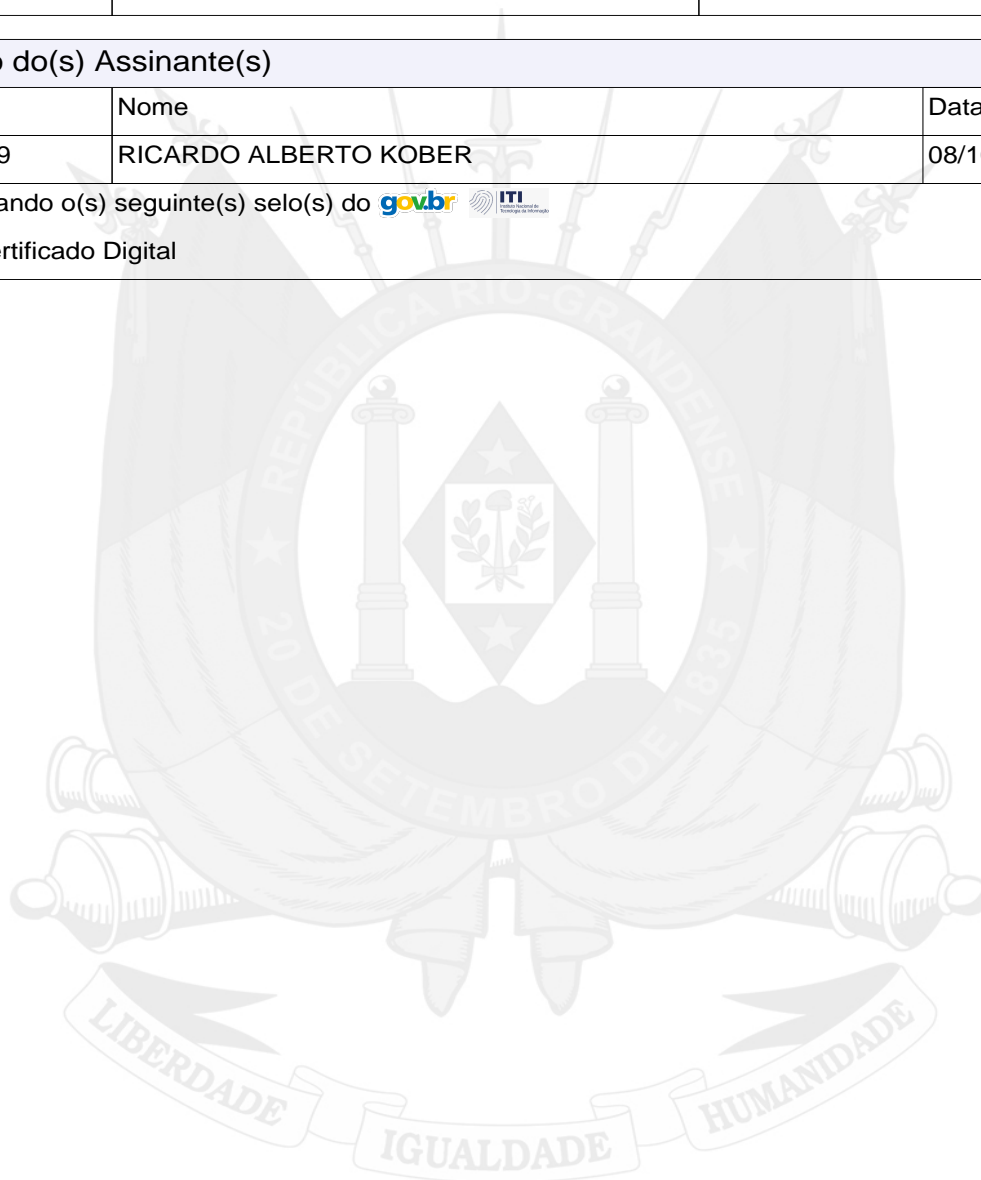 o do(s) Assinante(s)
Nome Data
9 RICARDO ALBERTO KOBER 08/1
ando o(s) seguinte(s) selo(s) do gov.br ITI
rtificado Digital
REPÚBLICA RIO-GRANDENSE
20 DE SETEMBRO DE 1835
LIBERDADE IGUALDADE HUMANIDADE